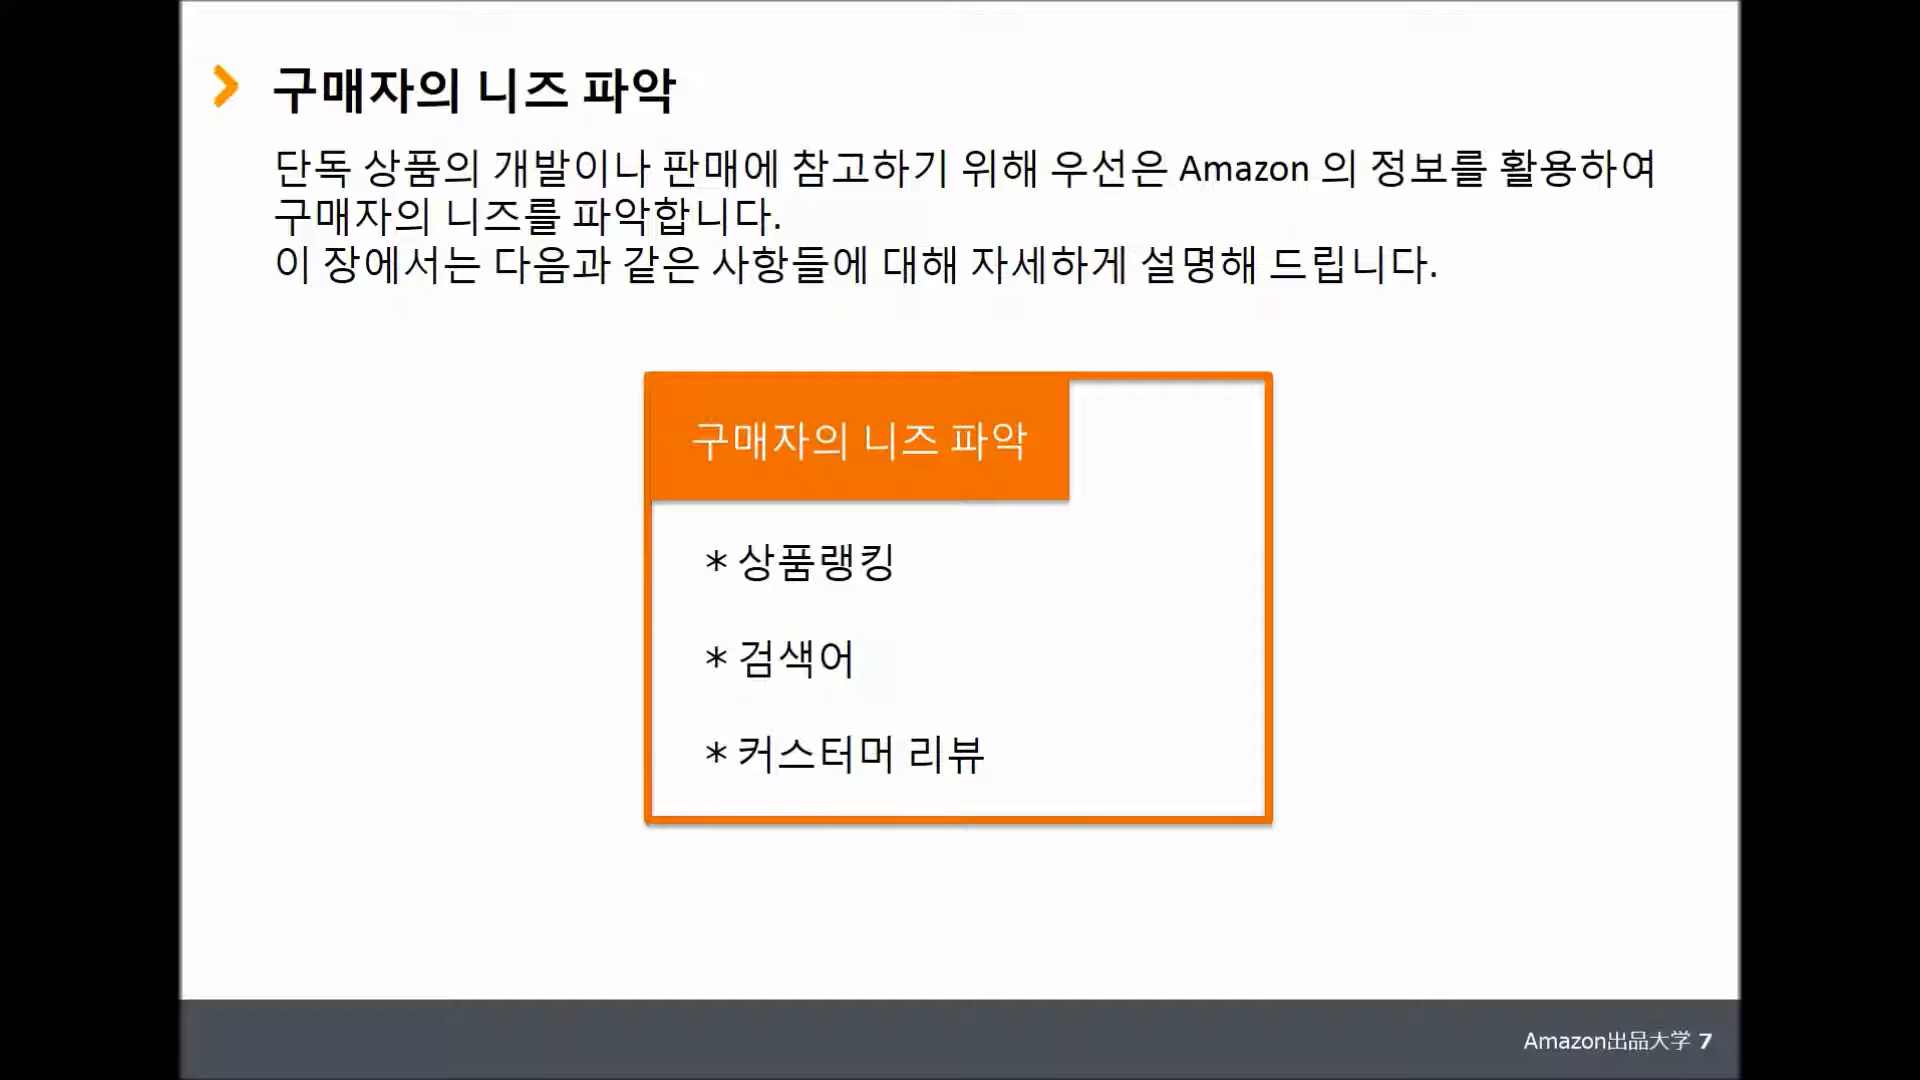 구매자의 니즈 파악
단독 상품의 개발이나 판매에 참고하기 위해 우선은 Amazon 의 정보를 활용하여
구매자의 니즈를 파악합니다.
이 장에서는 다음과 같은 사항들에 대해 자세하게 설명해 드립니다.
구매자의 니즈 파악
* 상품랭킹
* 검색어
* 커스터머 리뷰
Amazon出品大学 7